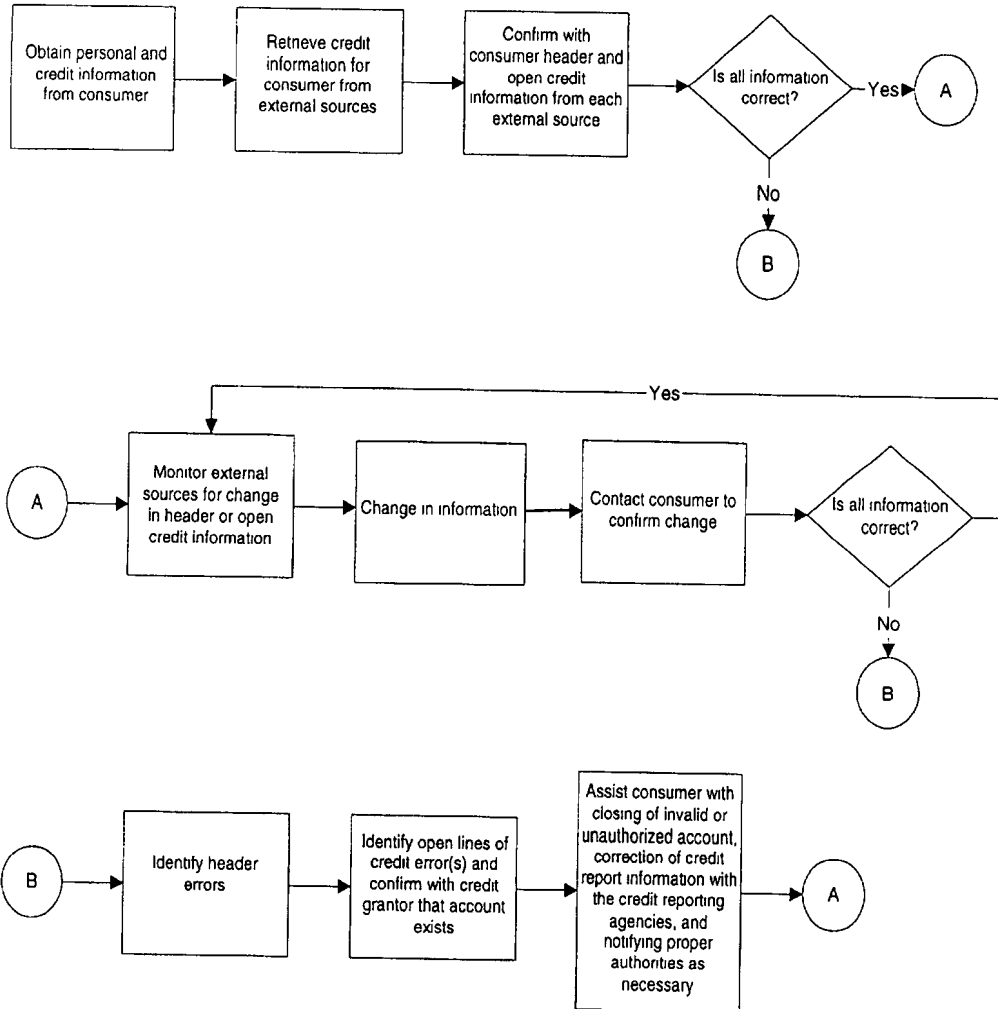 Obtain personal and
credit information
from consumer
Retrieve credit
information for
consumer from
external sources
Confirm with
consumer header and
open credit
information from each
external source
Is all information
correct?
Yes
A
No
B
Yes
A
Monitor external
sources for change
in header or open
credit information
Change in information
Contact consumer to
confirm change
Is all information
correct?
No
B
B
Identify header
errors
Identify open lines of
credit error(s) and
confirm with credit
grantor that account
exists
Assist consumer with
closing of invalid or
unauthorized account,
correction of credit
report information with
the credit reporting
agencies, and
notifying proper
authorities as
necessary
A